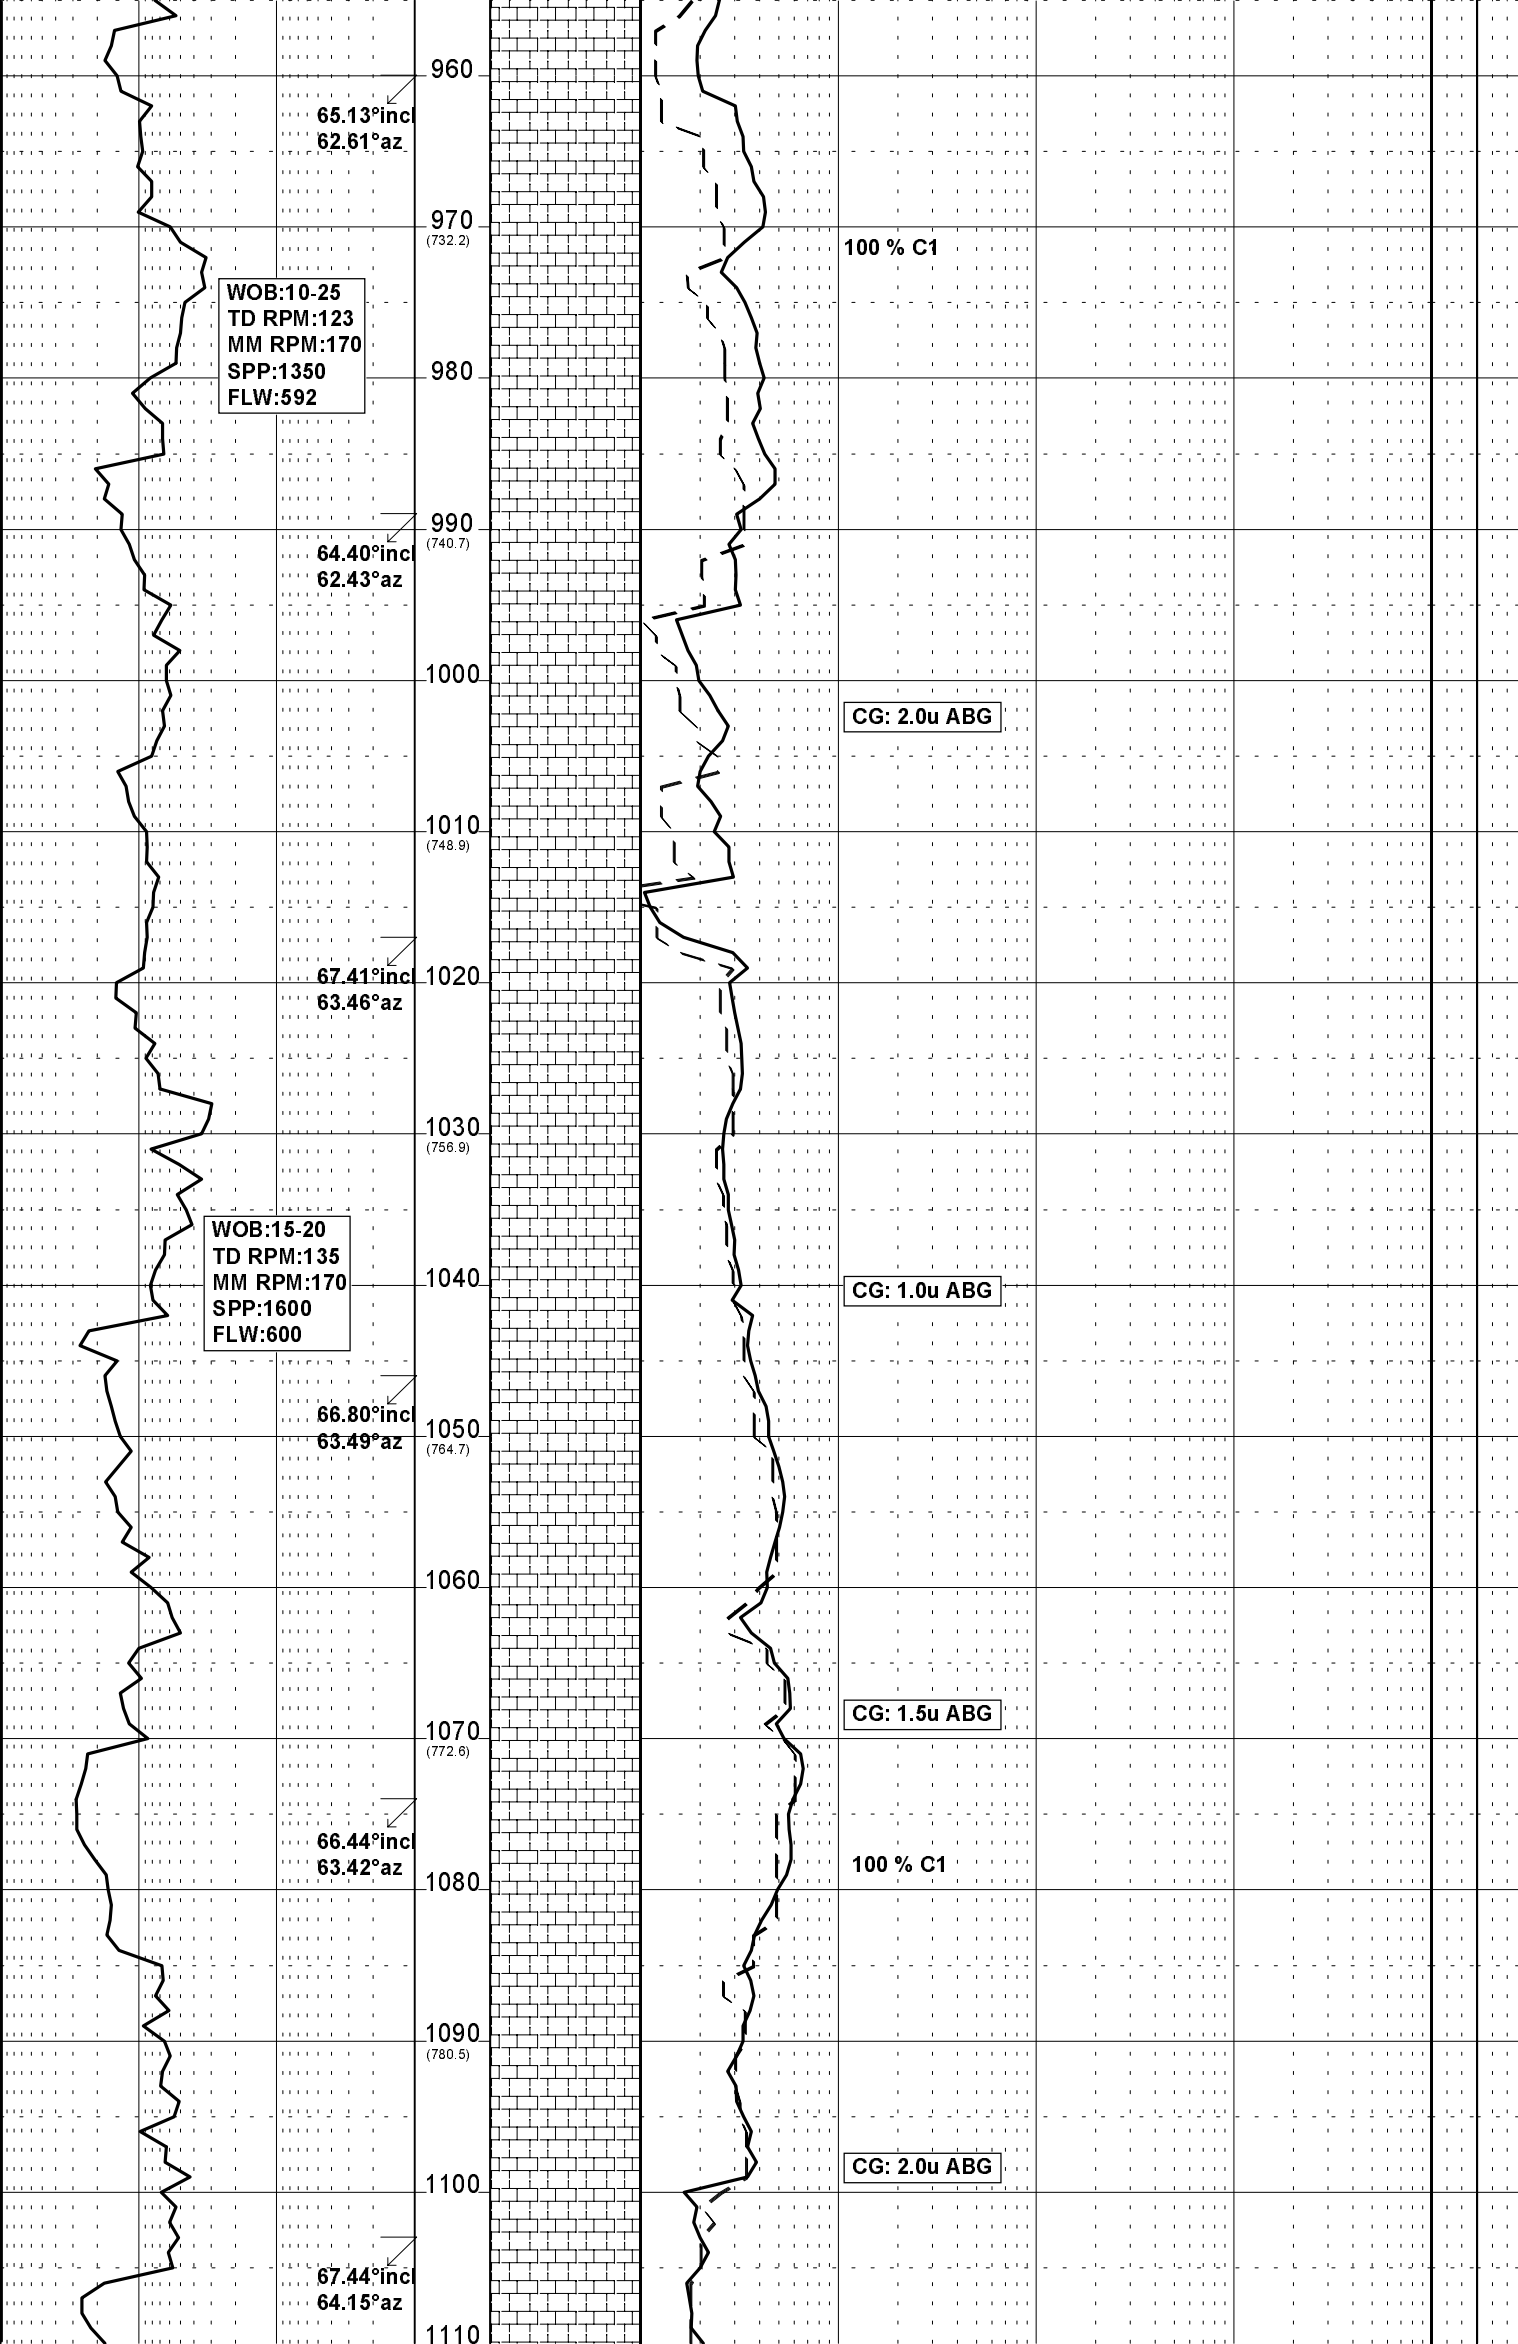 960
65.13°incl
62.61°az
970
(732.2)
100 % C1
WOB:10-25
TD RPM:123
MM RPM:170
SPP:1350
FLW:592
980
990
(740.7)
64.40°incl
62.43°az
1000
CG: 2.0u ABG
1010
(748.9)
67.41°incl
63.46°az
1020
1030
(756.9)
WOB:15-20
TD RPM:135
MM RPM:170
SPP:1600
FLW:600
1040
CG: 1.0u ABG
66.80°incl
63.49°az
1050
(764.7)
1060
CG: 1.5u ABG
1070
(772.6)
66.44°incl
63.42°az
100 % C1
1080
1090
(780.5)
CG: 2.0u ABG
1100
67.44°incl
64.15°az
1110